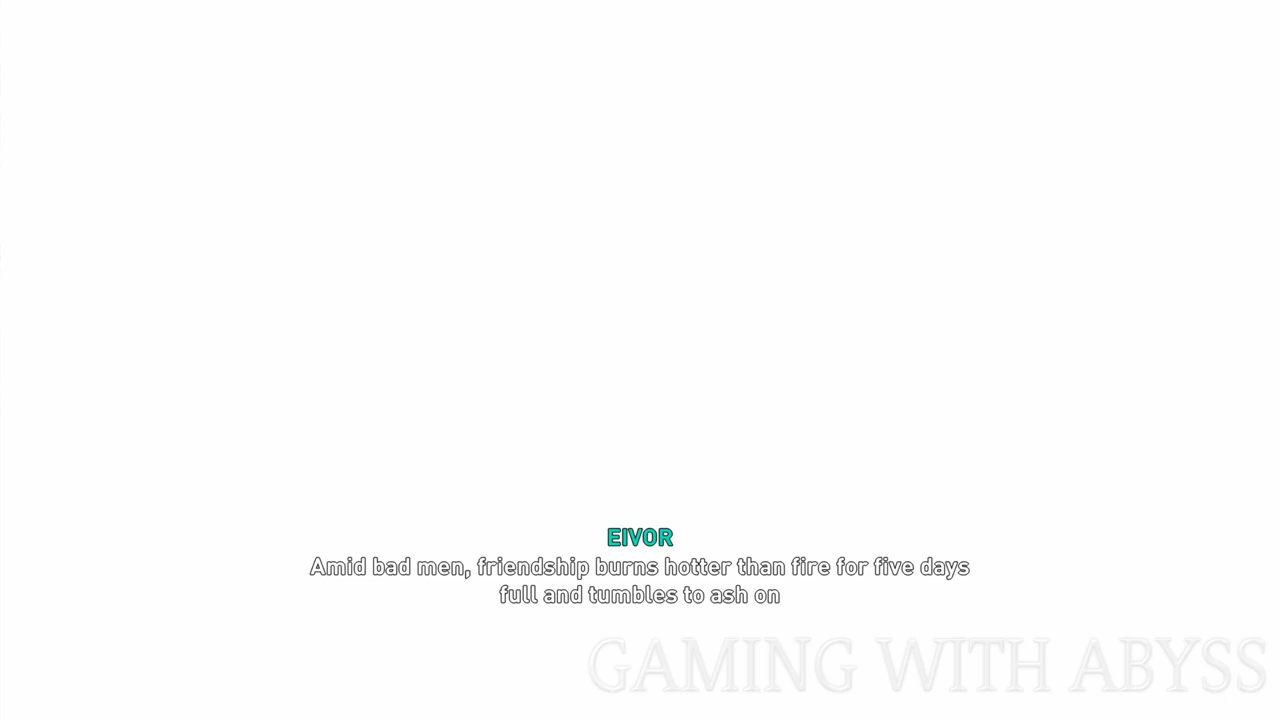 EIVOR
Amid bad men, friendship burns hotter than fire for five days
full and tumbles to ash on
GAMING WITH ABYSS